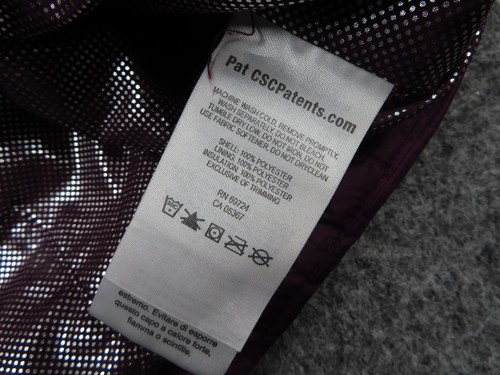 Pat CSCPatents.com
MACHINE WASH COLD, REMOVE PROMPTLY,
WASH SEPARATELY, DO NOT BLEACH,
TUMBLE DRY LOW, DO NOT IRON, DO NOT
USE FABRIC SOFTENER, DO NOT DRYCLEAN
SHELL: 100% POLYESTER
LINING: 100% POLYESTER
INSULATION: 100% POLYESTER
EXCLUSIVE OF TRIMMING
RN 69724
CA 05367
estremo. Evitare di esporre
questo capo a calore forte,
fiamma o scintille.